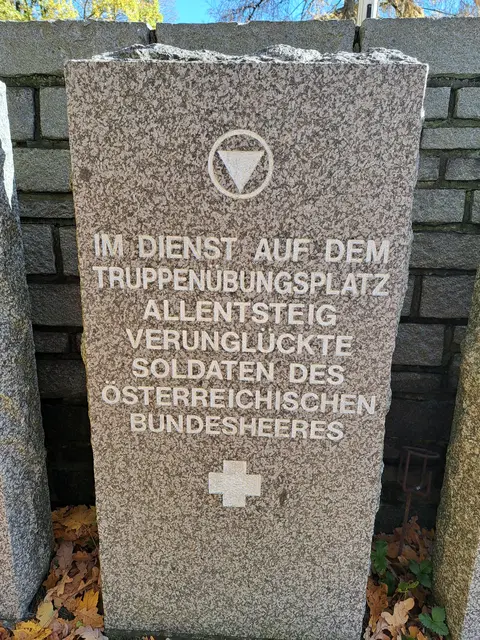 IM DIENST AUF DEM
TRUPPENÜBUNGSPLATZ
ALLENTSTEIG
VERUNGLÜCKTE
SOLDATEN DES
ÖSTERREICHISCHEN
BUNDESHEERES